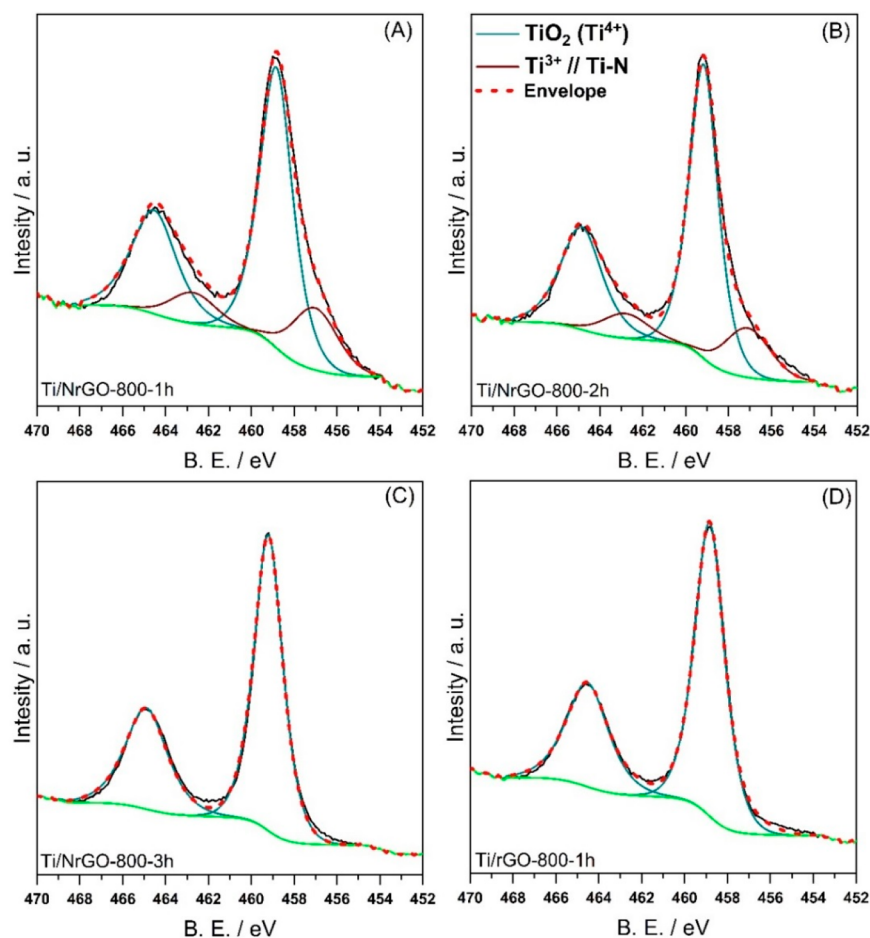 (A)
Intesity / a. u.
Ti/NrGO-800-1h
470 468 466 464 462 460 458 456 454 452
B. E. / eV
TiO₂ (Ti⁴⁺)
Ti³⁺ // Ti-N
Envelope
(B)
Intesity / a. u.
Ti/NrGO-800-2h
470 468 466 464 462 460 458 456 454 452
B. E. / eV
(C)
Intesity / a. u.
Ti/NrGO-800-3h
470 468 466 464 462 460 458 456 454 452
B. E. / eV
(D)
Intesity / a. u.
Ti/rGO-800-1h
470 468 466 464 462 460 458 456 454 452
B. E. / eV